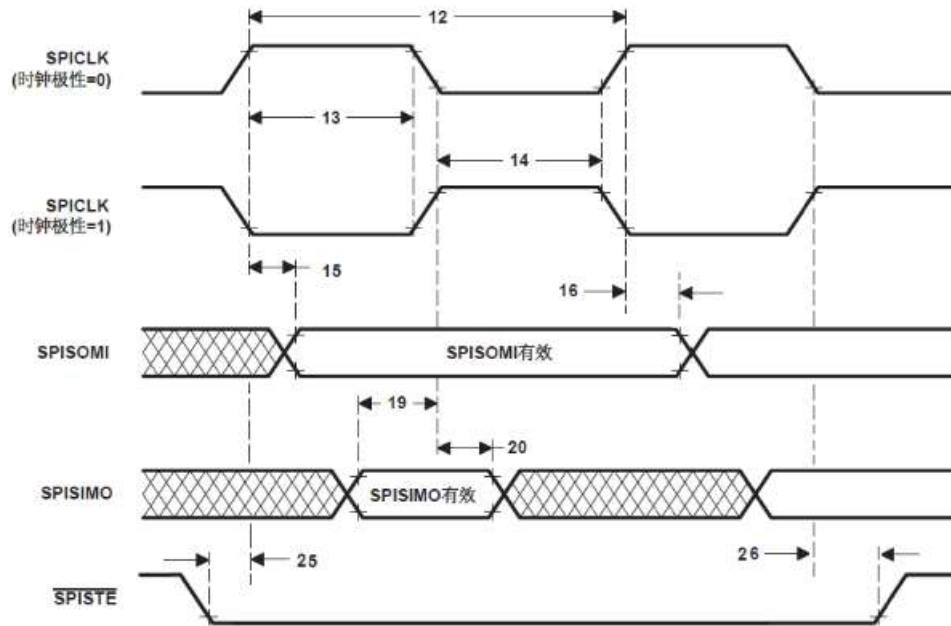 12
SPICLK
(时钟极性=0)
13
14
SPICLK
(时钟极性=1)
15
16
SPISOMI
SPISOMI有效
19
20
SPISIMO
SPISIMO有效
25
26
SPISTE